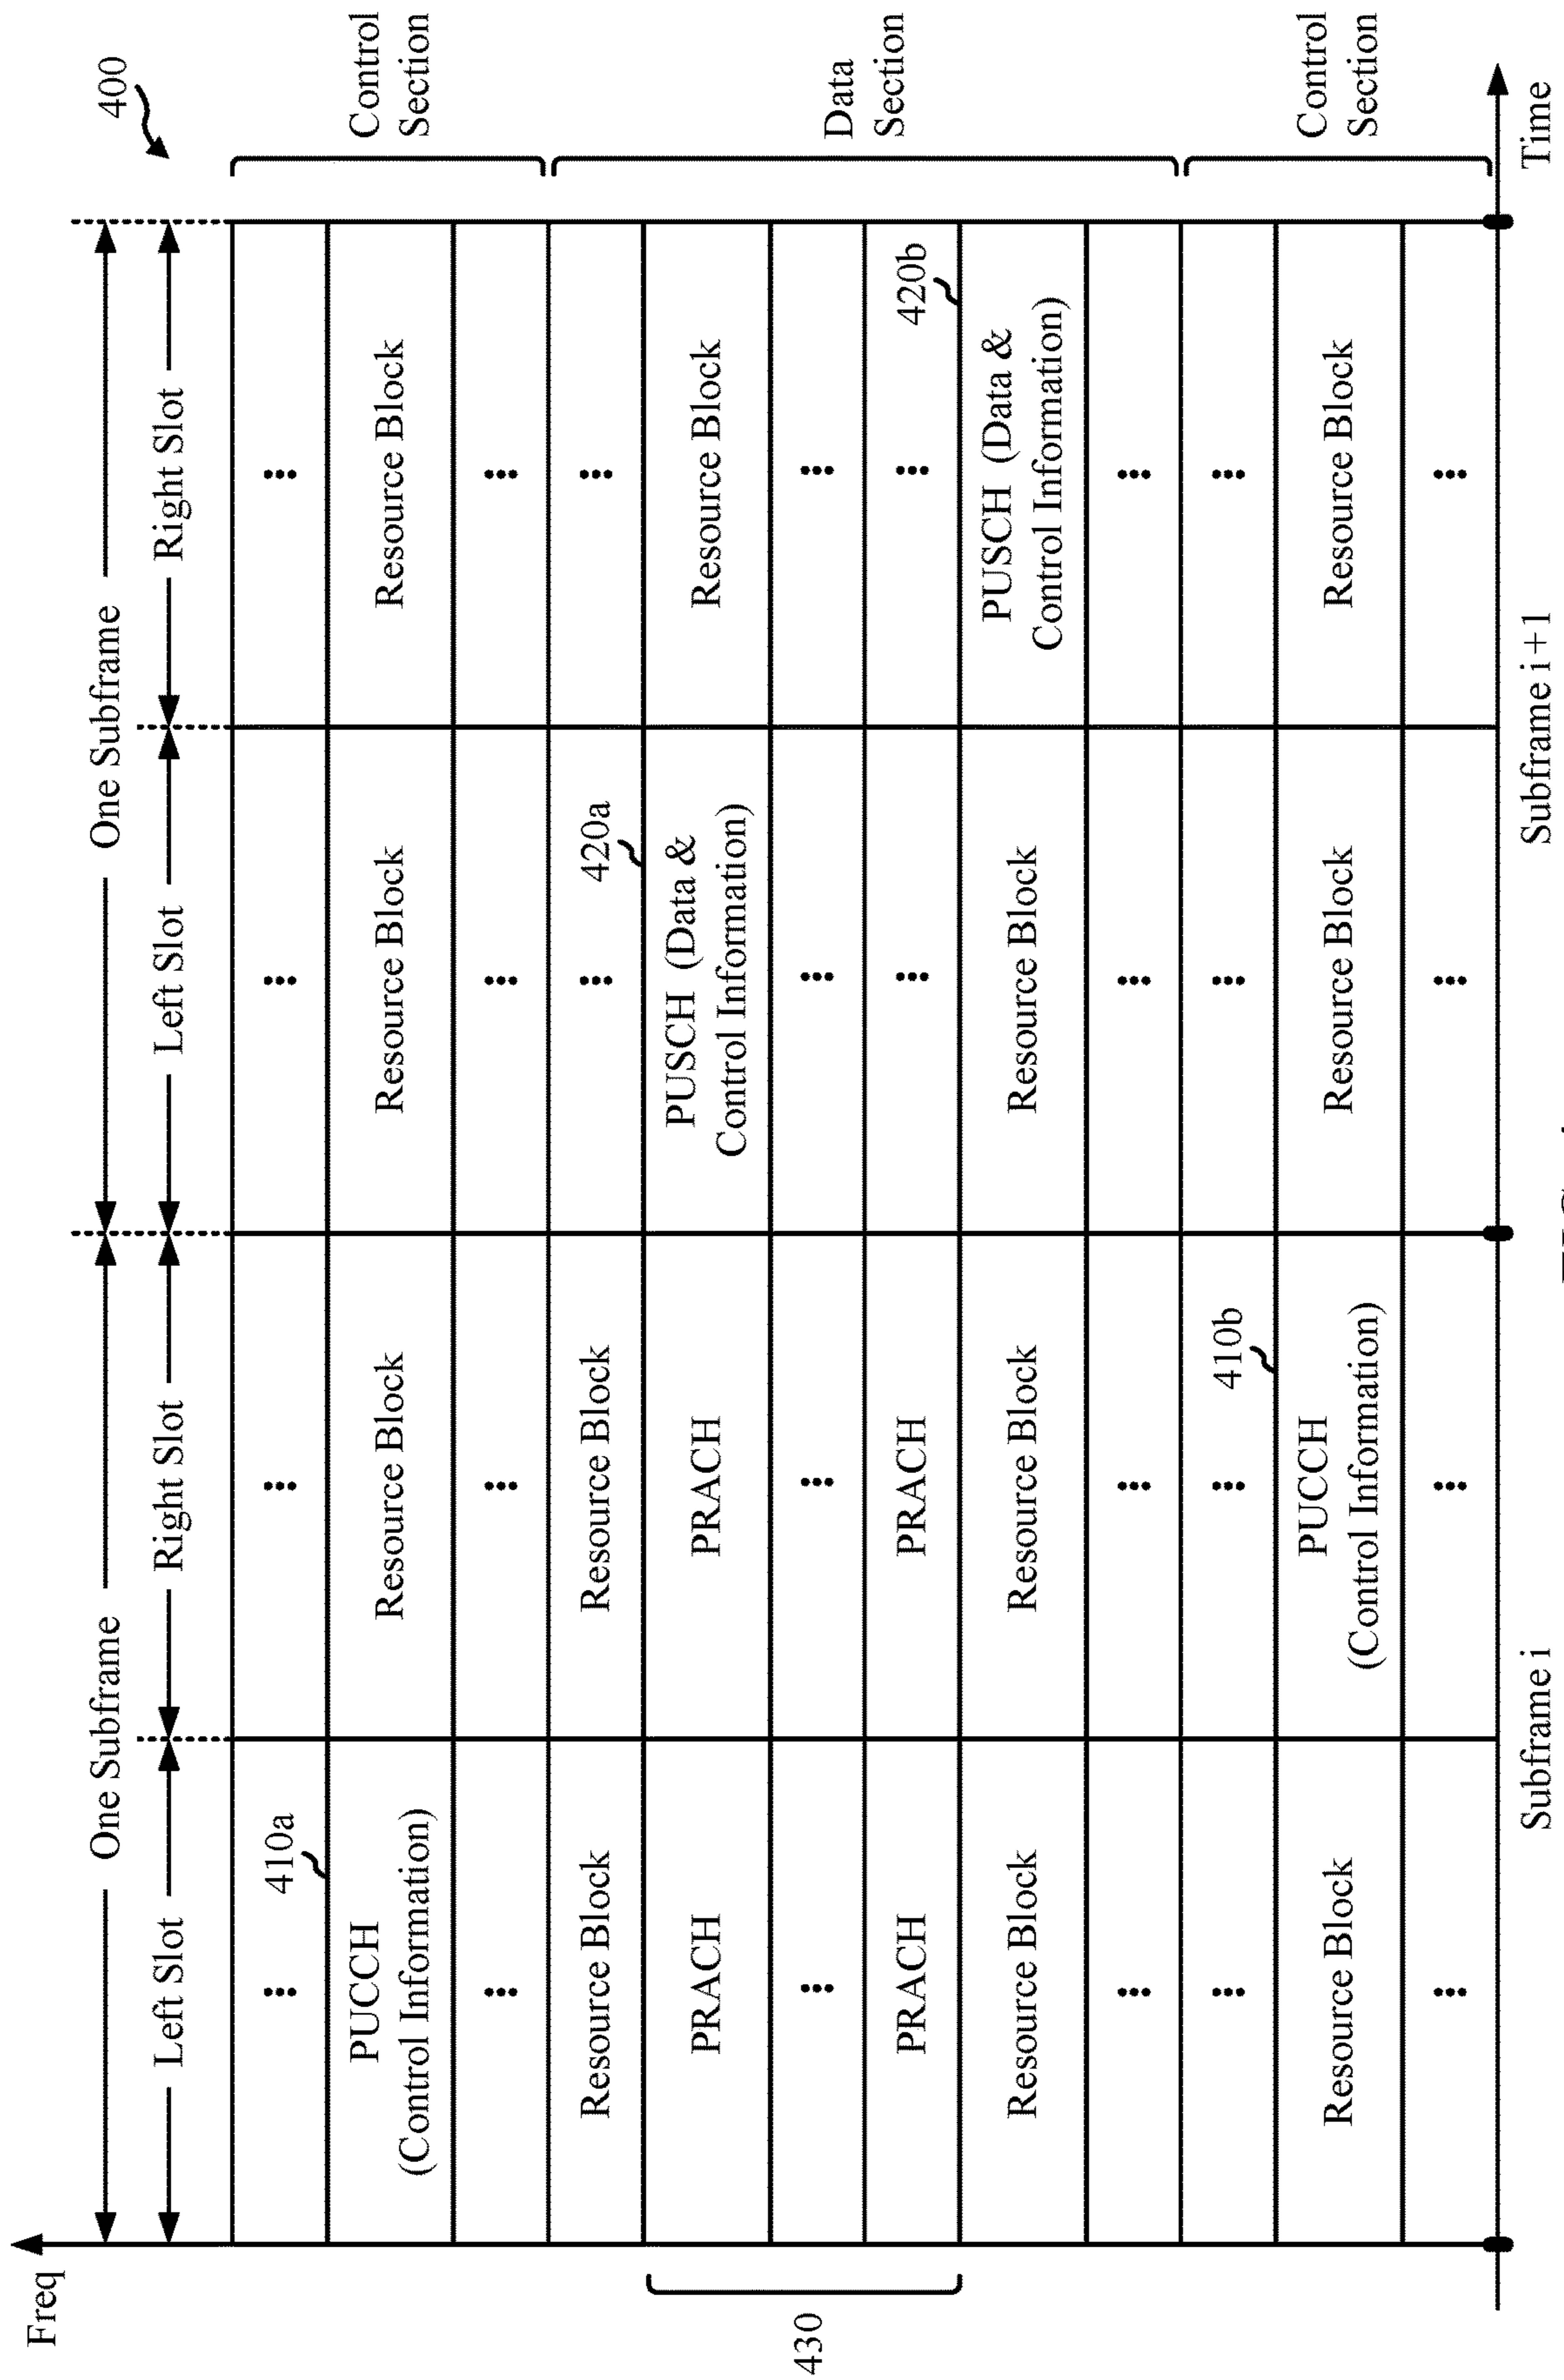 400
Freq
One Subframe
One Subframe
Left Slot
Right Slot
Left Slot
Right Slot
410a
PUCCH
(Control Information)
Resource Block
Resource Block
Resource Block
Control
Section
Resource Block
Resource Block
420a
PRACH
PRACH
PUSCH (Data &
Control Information)
Resource Block
430
Data
Section
PRACH
PRACH
420b
Resource Block
Resource Block
Resource Block
PUSCH (Data &
Control Information)
410b
Resource Block
PUCCH
(Control Information)
Resource Block
Resource Block
Control
Section
Subframe i
Subframe i+1
Time